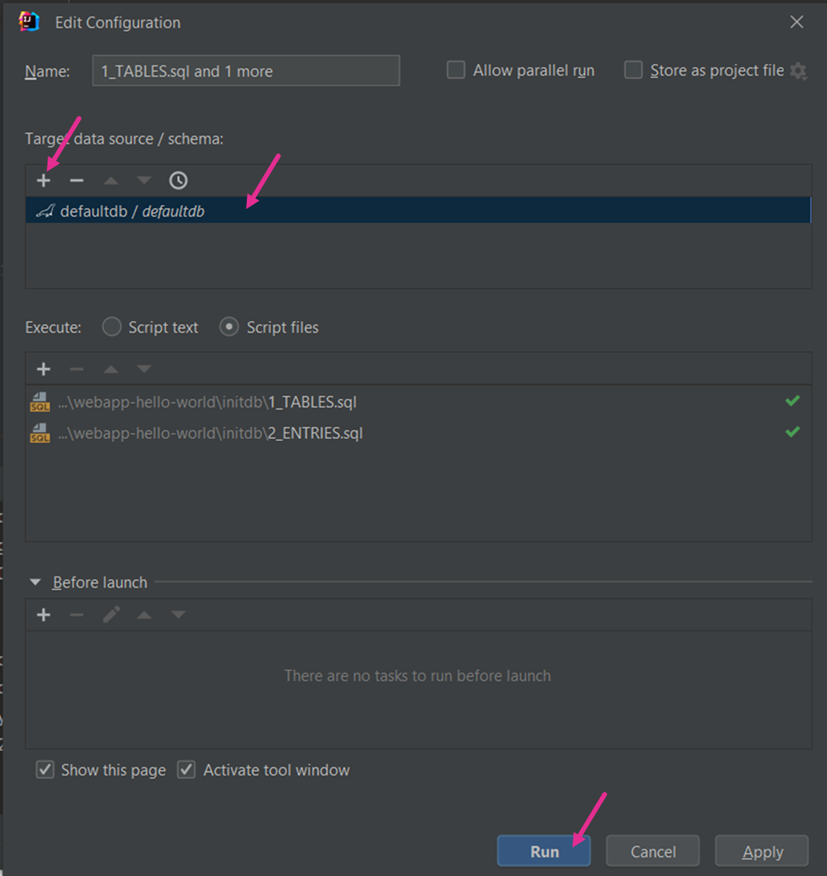 Edit Configuration
Name: 1_TABLES.sql and 1 more Allow parallel run Store as project file
Target data source / schema:
defaultdb / defaultdb
Execute: Script text Script files
...\webapp-hello-world\initdb\1_TABLES.sql
...\webapp-hello-world\initdb\2_ENTRIES.sql
Before launch
There are no tasks to run before launch
Show this page Activate tool window
Run Cancel Apply